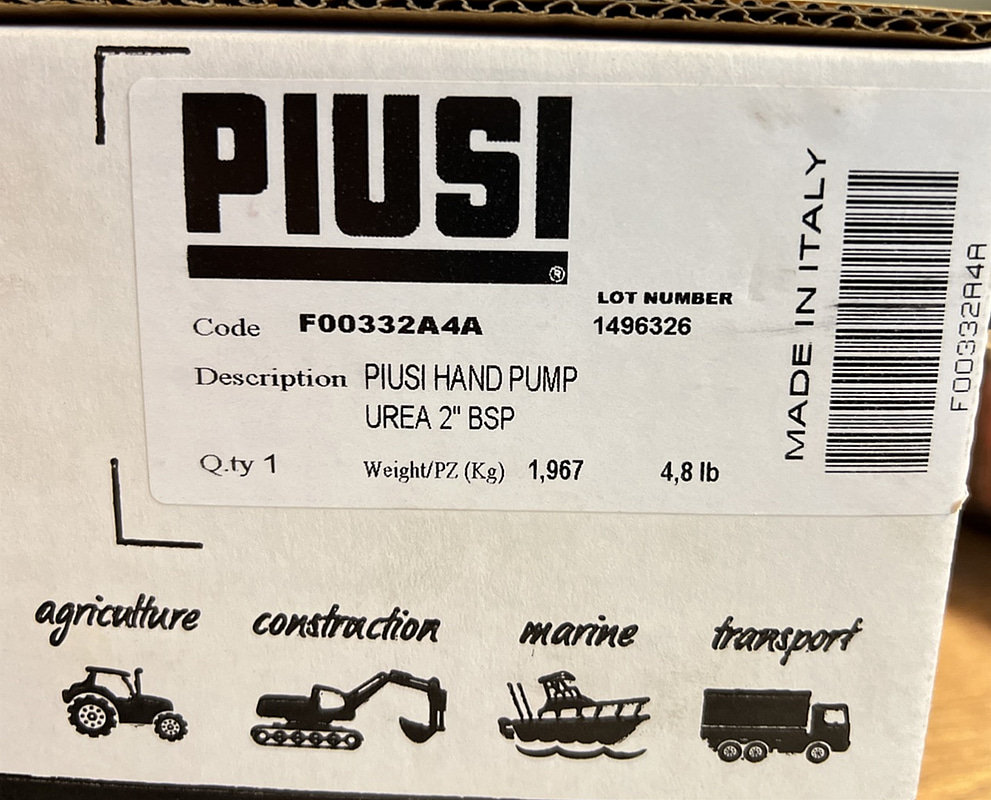 PIUSI
®
LOT NUMBER
Code F00332A4A 1496326
Description PIUSI HAND PUMP
UREA 2" BSP
Q.ty 1 Weight/PZ (Kg) 1,967 4,8 lb
MADE IN ITALY
F00332A4A
agriculture construction marine transport